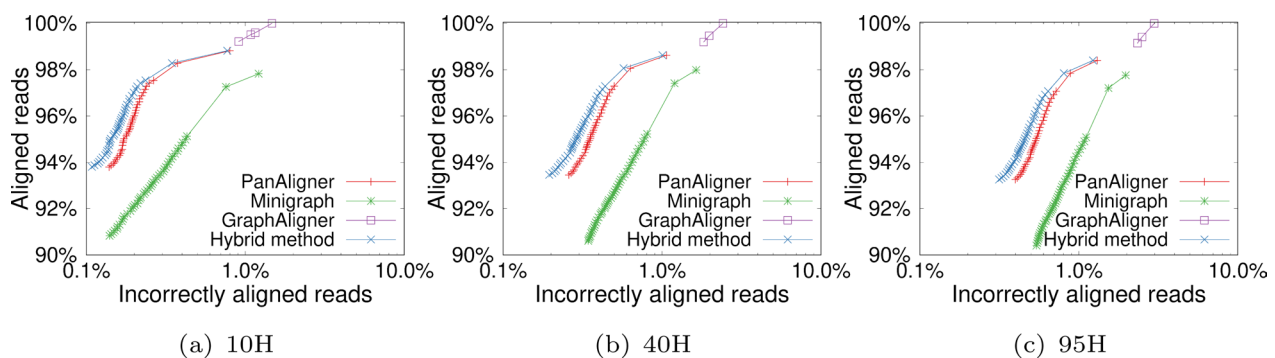 100%
98%
96%
94%
92%
90%
Aligned reads
PanAligner
Minigraph
GraphAligner
Hybrid method
0.1%
1.0%
10.0%
Incorrectly aligned reads
(a) 10H
100%
98%
96%
94%
92%
90%
Aligned reads
PanAligner
Minigraph
GraphAligner
Hybrid method
0.1%
1.0%
10.0%
Incorrectly aligned reads
(b) 40H
100%
98%
96%
94%
92%
90%
Aligned reads
PanAligner
Minigraph
GraphAligner
Hybrid method
0.1%
1.0%
10.0%
Incorrectly aligned reads
(c) 95H